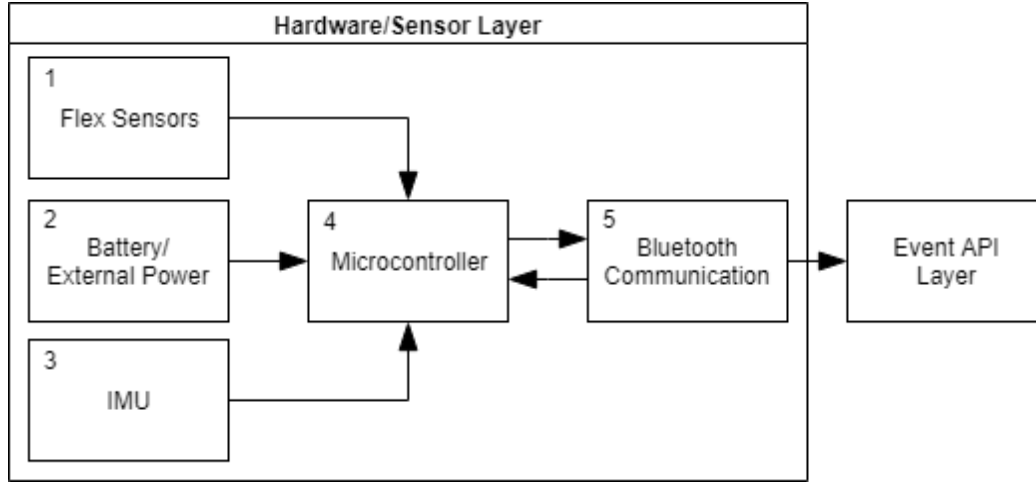 Hardware/Sensor Layer
1
Flex Sensors
2
Battery/
External Power
3
IMU
4
Microcontroller
5
Bluetooth
Communication
Event API
Layer